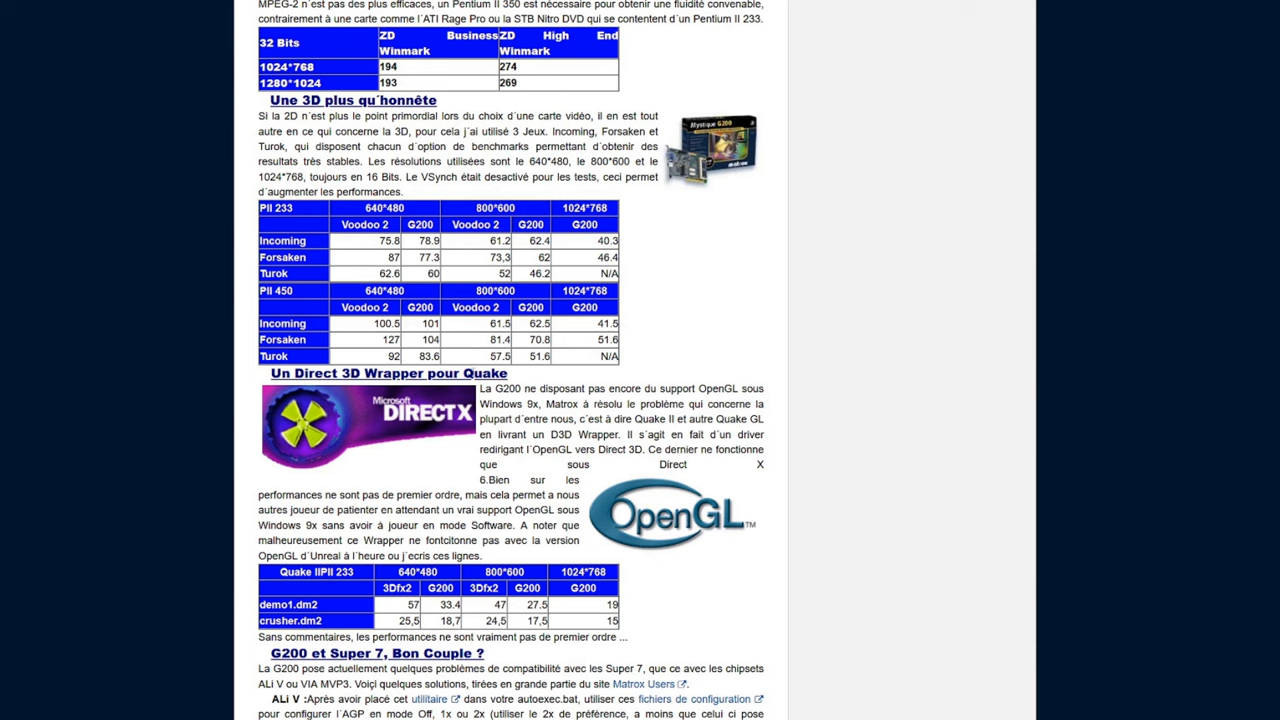 MPEG-2 n´est pas des plus efficaces, un Pentium II 350 est nécessaire pour obtenir une fluidité convenable,
contrairement à une carte comme l´ATI Rage Pro ou la STB Nitro DVD qui se contentent d´un Pentium II 233.
32 Bits ZD Business Winmark ZD High End Winmark
1024*768 194 274
1280*1024 193 269
Une 3D plus qu´honnête
Si la 2D n´est plus le point primordial lors du choix d´une carte vidéo, il en est tout
autre en ce qui concerne la 3D, pour cela j´ai utilisé 3 Jeux. Incoming, Forsaken et
Turok, qui disposent chacun d´option de benchmarks permettant d´obtenir des
resultats très stables. Les résolutions utilisées sont le 640*480, le 800*600 et le
1024*768, toujours en 16 Bits. Le VSynch était desactivé pour les tests, ceci permet
d´augmenter les performances.
Mystique G200
matrox
PII 233 640*480 800*600 1024*768
Voodoo 2 G200 Voodoo 2 G200 G200
Incoming 75.8 78.9 61.2 62.4 40.3
Forsaken 87 77.3 73,3 62 46.4
Turok 62.6 60 52 46.2 N/A
PII 450 640*480 800*600 1024*768
Voodoo 2 G200 Voodoo 2 G200 G200
Incoming 100.5 101 61.5 62.5 41.5
Forsaken 127 104 81.4 70.8 51.6
Turok 92 83.6 57.5 51.6 N/A
Un Direct 3D Wrapper pour Quake
Microsoft
DIRECTX
La G200 ne disposant pas encore du support OpenGL sous
Windows 9x, Matrox à résolu le problème qui concerne la
plupart d´entre nous, c´est à dire Quake II et autre Quake GL
en livrant un D3D Wrapper. Il s´agit en fait d´un driver
redirigant l´OpenGL vers Direct 3D. Ce dernier ne fonctionne
que sous Direct X
6.Bien sur les
performances ne sont pas de premier ordre, mais cela permet a nous
autres joueur de patienter en attendant un vrai support OpenGL sous
Windows 9x sans avoir à joueur en mode Software. A noter que
malheureusement ce Wrapper ne fontcitonne pas avec la version
OpenGL d´Unreal à l´heure ou j´ecris ces lignes.
OpenGL™
Quake IIPII 233 640*480 800*600 1024*768
3Dfx2 G200 3Dfx2 G200 G200
demo1.dm2 57 33.4 47 27.5 19
crusher.dm2 25,5 18,7 24,5 17,5 15
Sans commentaires, les performances ne sont vraiment pas de premier ordre ...
G200 et Super 7, Bon Couple ?
La G200 pose actuellement quelques problèmes de compatibilité avec les Super 7, que ce avec les chipsets
ALi V ou VIA MVP3. Voiçi quelques solutions, tirées en grande partie du site Matrox Users.
ALi V :Après avoir placé cet utilitaire dans votre autoexec.bat, utiliser ces fichiers de configuration
pour configurer l´AGP en mode Off, 1x ou 2x (utiliser le 2x de préférence, a moins que celui ci pose